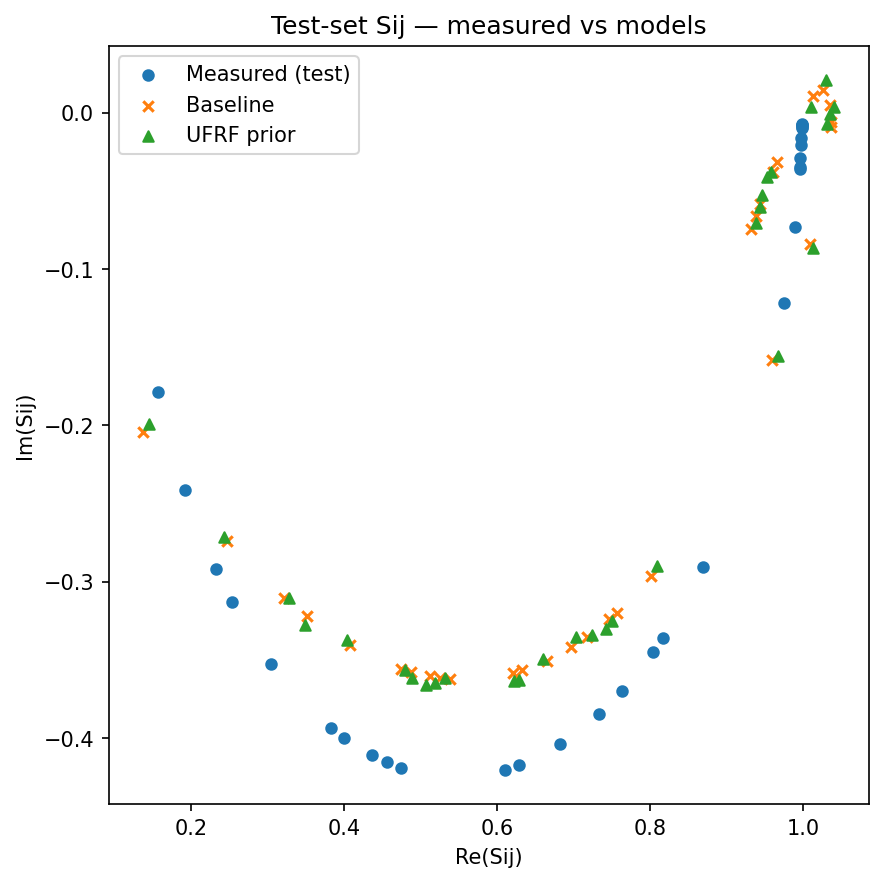 Test-set Sij — measured vs models
Measured (test)
Baseline
UFRF prior
0.0
−0.1
−0.2
−0.3
−0.4
Im(Sij)
0.2 0.4 0.6 0.8 1.0
Re(Sij)